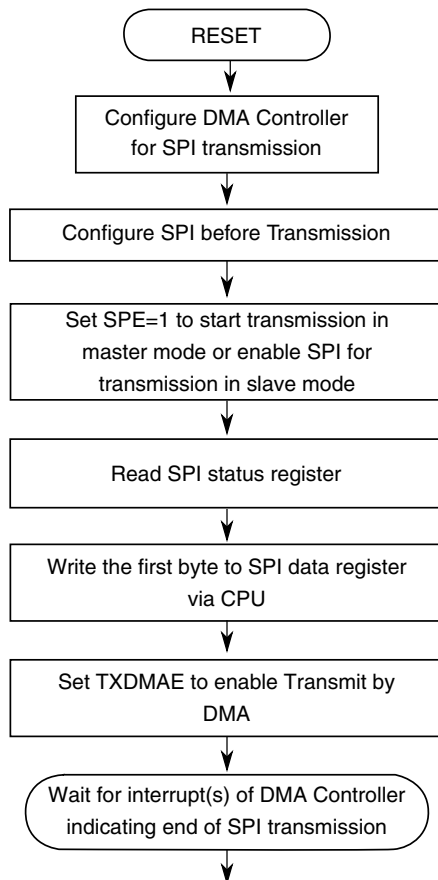 RESET
Configure DMA Controller
for SPI transmission
Configure SPI before Transmission
Set SPE=1 to start transmission in
master mode or enable SPI for
transmission in slave mode
Read SPI status register
Write the first byte to SPI data register
via CPU
Set TXDMAE to enable Transmit by
DMA
Wait for interrupt(s) of DMA Controller
indicating end of SPI transmission